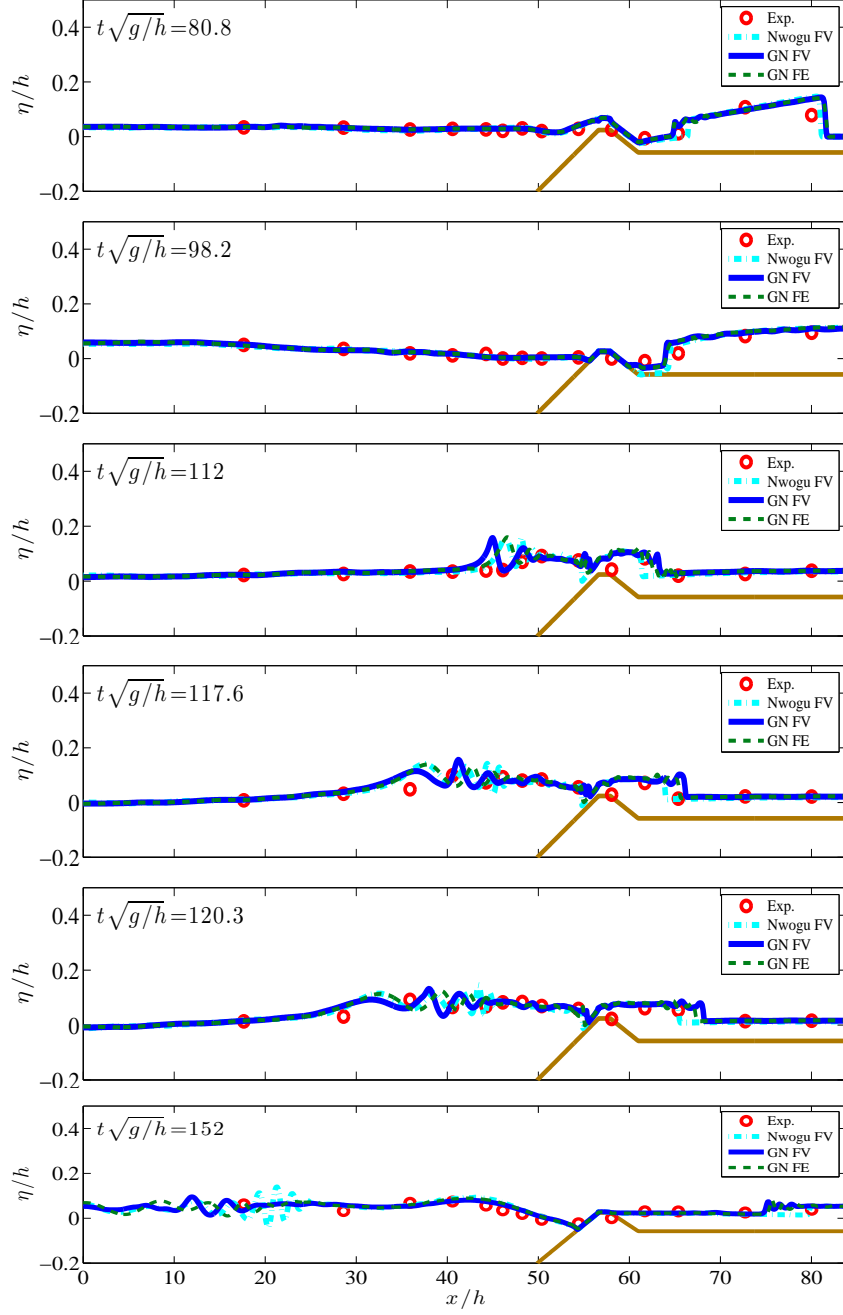 t√g/h=80.8
Exp.
Nwogu FV
GN FV
GN FE
η/h
0.4
0.2
0
−0.2
t√g/h=98.2
Exp.
Nwogu FV
GN FV
GN FE
η/h
0.4
0.2
0
−0.2
t√g/h=112
Exp.
Nwogu FV
GN FV
GN FE
η/h
0.4
0.2
0
−0.2
t√g/h=117.6
Exp.
Nwogu FV
GN FV
GN FE
η/h
0.4
0.2
0
−0.2
t√g/h=120.3
Exp.
Nwogu FV
GN FV
GN FE
η/h
0.4
0.2
0
−0.2
t√g/h=152
Exp.
Nwogu FV
GN FV
GN FE
η/h
0.4
0.2
0
−0.2
0 10 20 30 40 50 60 70 80
x/h